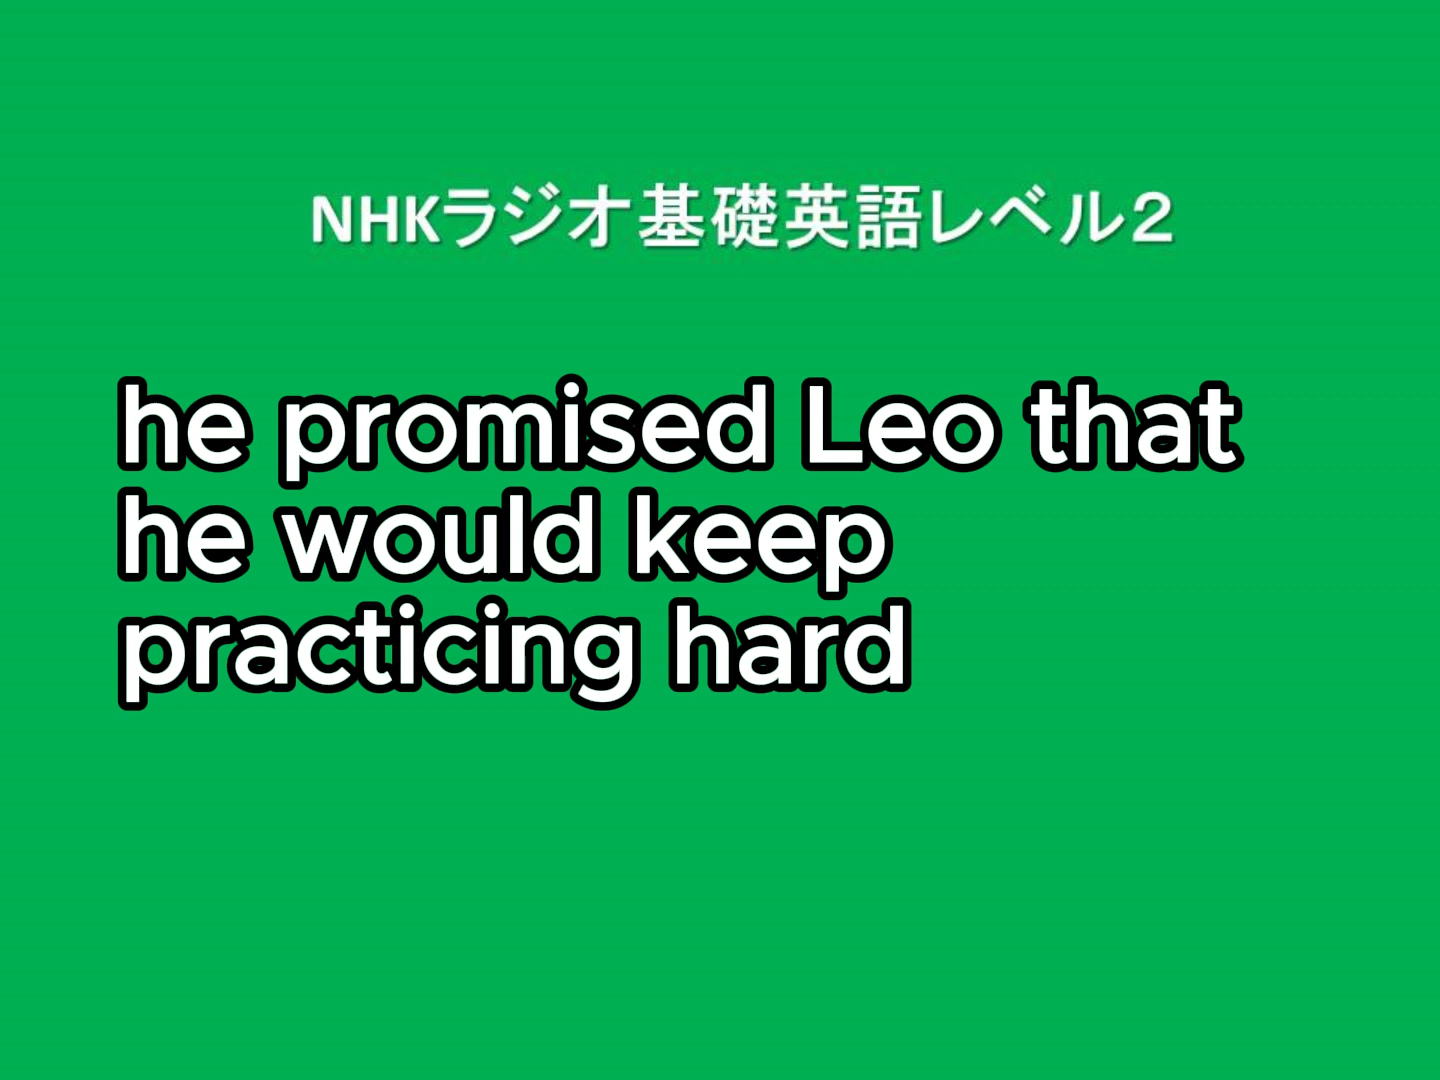 NHKラジオ基礎英語レベル２
he promised Leo that
he would keep
practicing hard